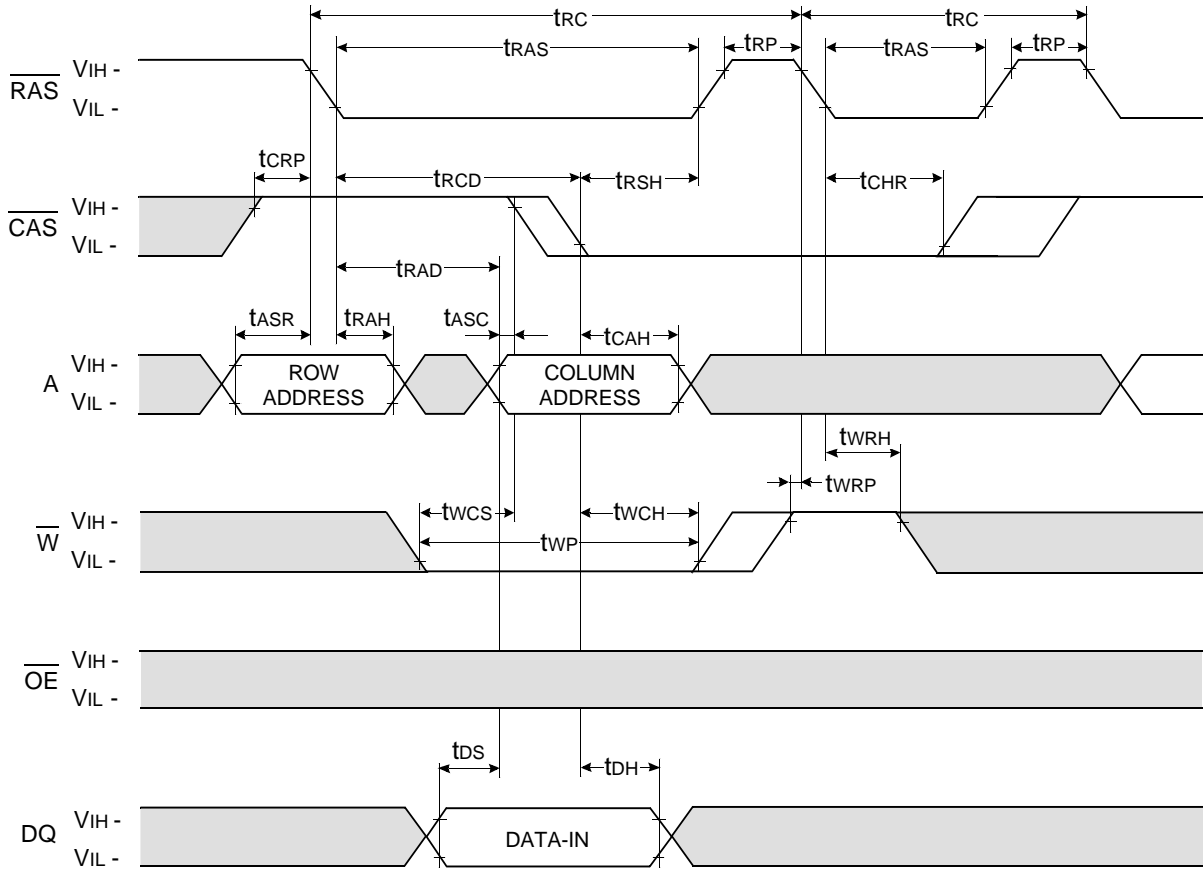 tRC tRC
tRAS tRP tRAS tRP
RAS VIH -
VIL -
tCRP tRCD tRSH tCHR
CAS VIH -
VIL -
tRAD
tASR tRAH tASC tCAH
A VIH -
VIL -
ROW
ADDRESS
COLUMN
ADDRESS
tWRH
tWRP
W VIH -
VIL -
tWCS tWCH
tWP
OE VIH -
VIL -
tDS tDH
DQ VIH -
VIL -
DATA-IN